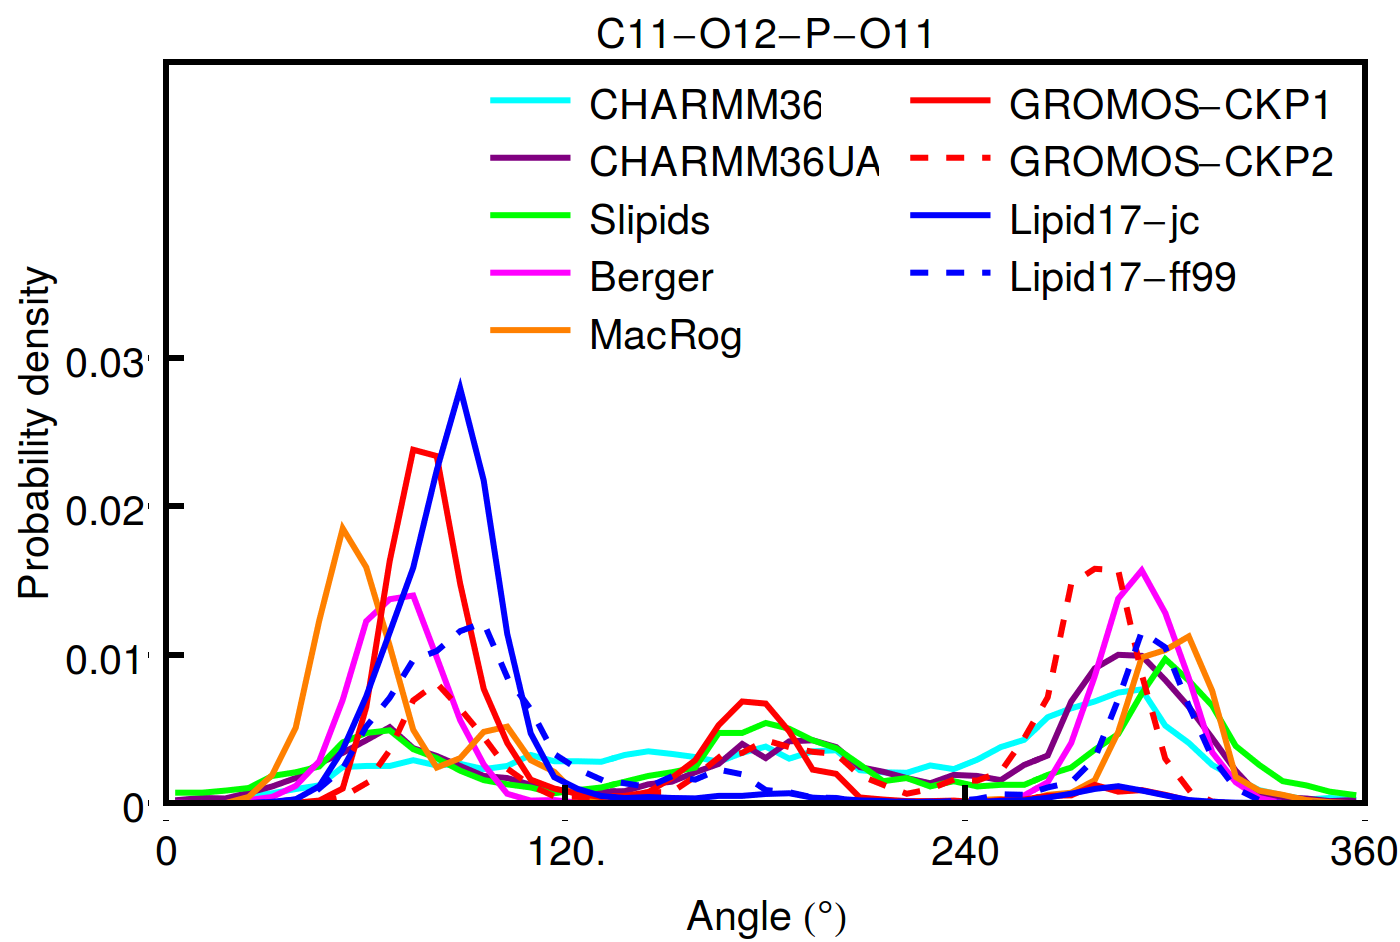 C11−O12−P−O11
CHARMM36
CHARMM36UA
Slipids
Berger
MacRog
GROMOS−CKP1
GROMOS−CKP2
Lipid17−jc
Lipid17−ff99
Probability density
0.03
0.02
0.01
0
0
120.
240
360
Angle (°)